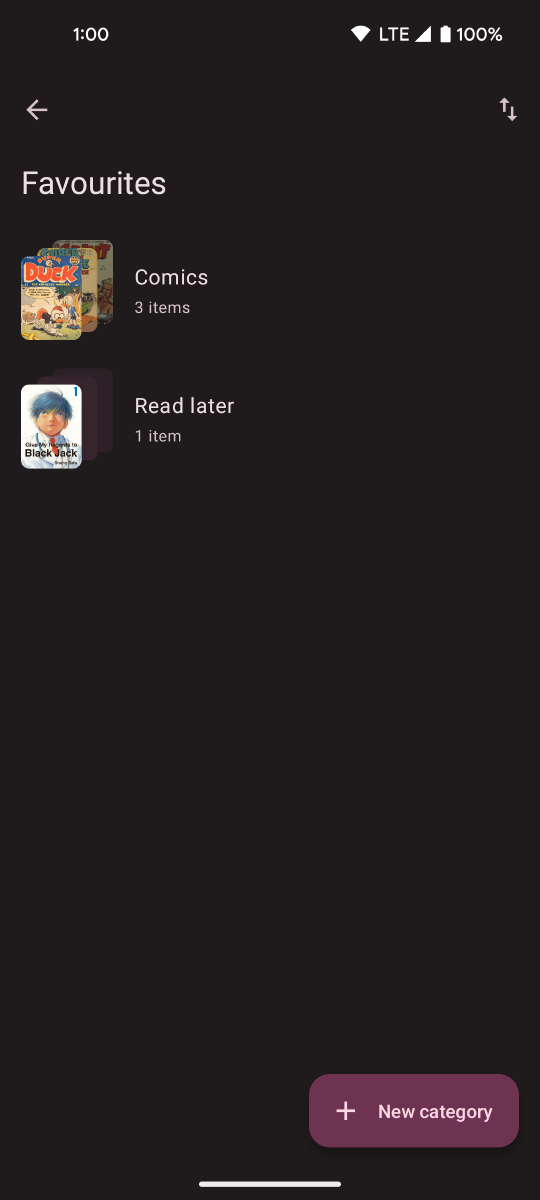 1:00
LTE
100%
Favourites
SUPER
DUCK
Comics
3 items
1
Give My Regards to
Black Jack
Shuho Sato
Read later
1 item
New category